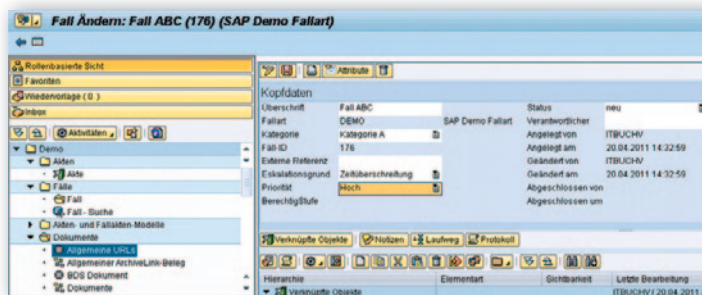 Fall Ändern: Fall ABC (176) (SAP Demo Fallart)
Rollenbasierte Sicht
Favoriten
Wiedervorlage ( 0 )
Inbox
Aktivitäten
Demo
Akten
Akte
Fälle
Fall
Fall - Suche
Akten- und Fallakten-Modelle
Dokumente
Allgemeine URLs
Allgemeiner ArchiveLink-Beleg
BDS Dokument
Dokumente
Attribute
Kopfdaten
Überschrift Fall ABC Status neu
Fallart DEMO SAP Demo Fallart Verantwortlicher
Kategorie Kategorie A Angelegt von ITBUCHV
Fall-ID 176 Angelegt am 20.04.2011 14:32:59
Externe Referenz Geändert von ITBUCHV
Eskalationsgrund Zeitüberschreitung Geändert am 20.04.2011 14:32:59
Priorität Hoch Abgeschlossen von
BerechtigStufe Abgeschlossen um
Verknüpfte Objekte Notizen Laufweg Protokoll
Hierarchie Elementart Sichtbarkeit Letzte Bearbeitung
Verknüpfte Objekte ITBUCHV / 20.04.2011